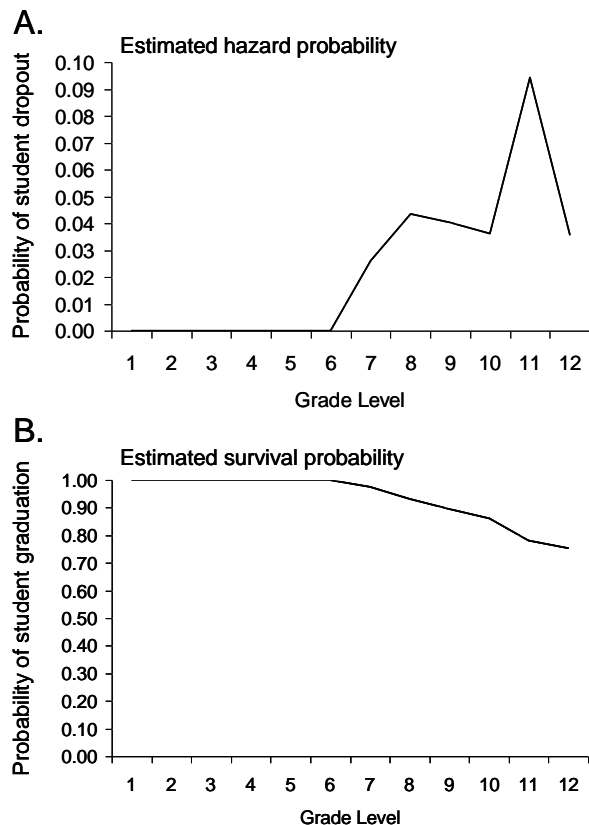 A.
Estimated hazard probability
Probability of student dropout
0.10
0.09
0.08
0.07
0.06
0.05
0.04
0.03
0.02
0.01
0.00
1 2 3 4 5 6 7 8 9 10 11 12
Grade Level
B.
Estimated survival probability
Probability of student graduation
1.00
0.90
0.80
0.70
0.60
0.50
0.40
0.30
0.20
0.10
0.00
1 2 3 4 5 6 7 8 9 10 11 12
Grade Level